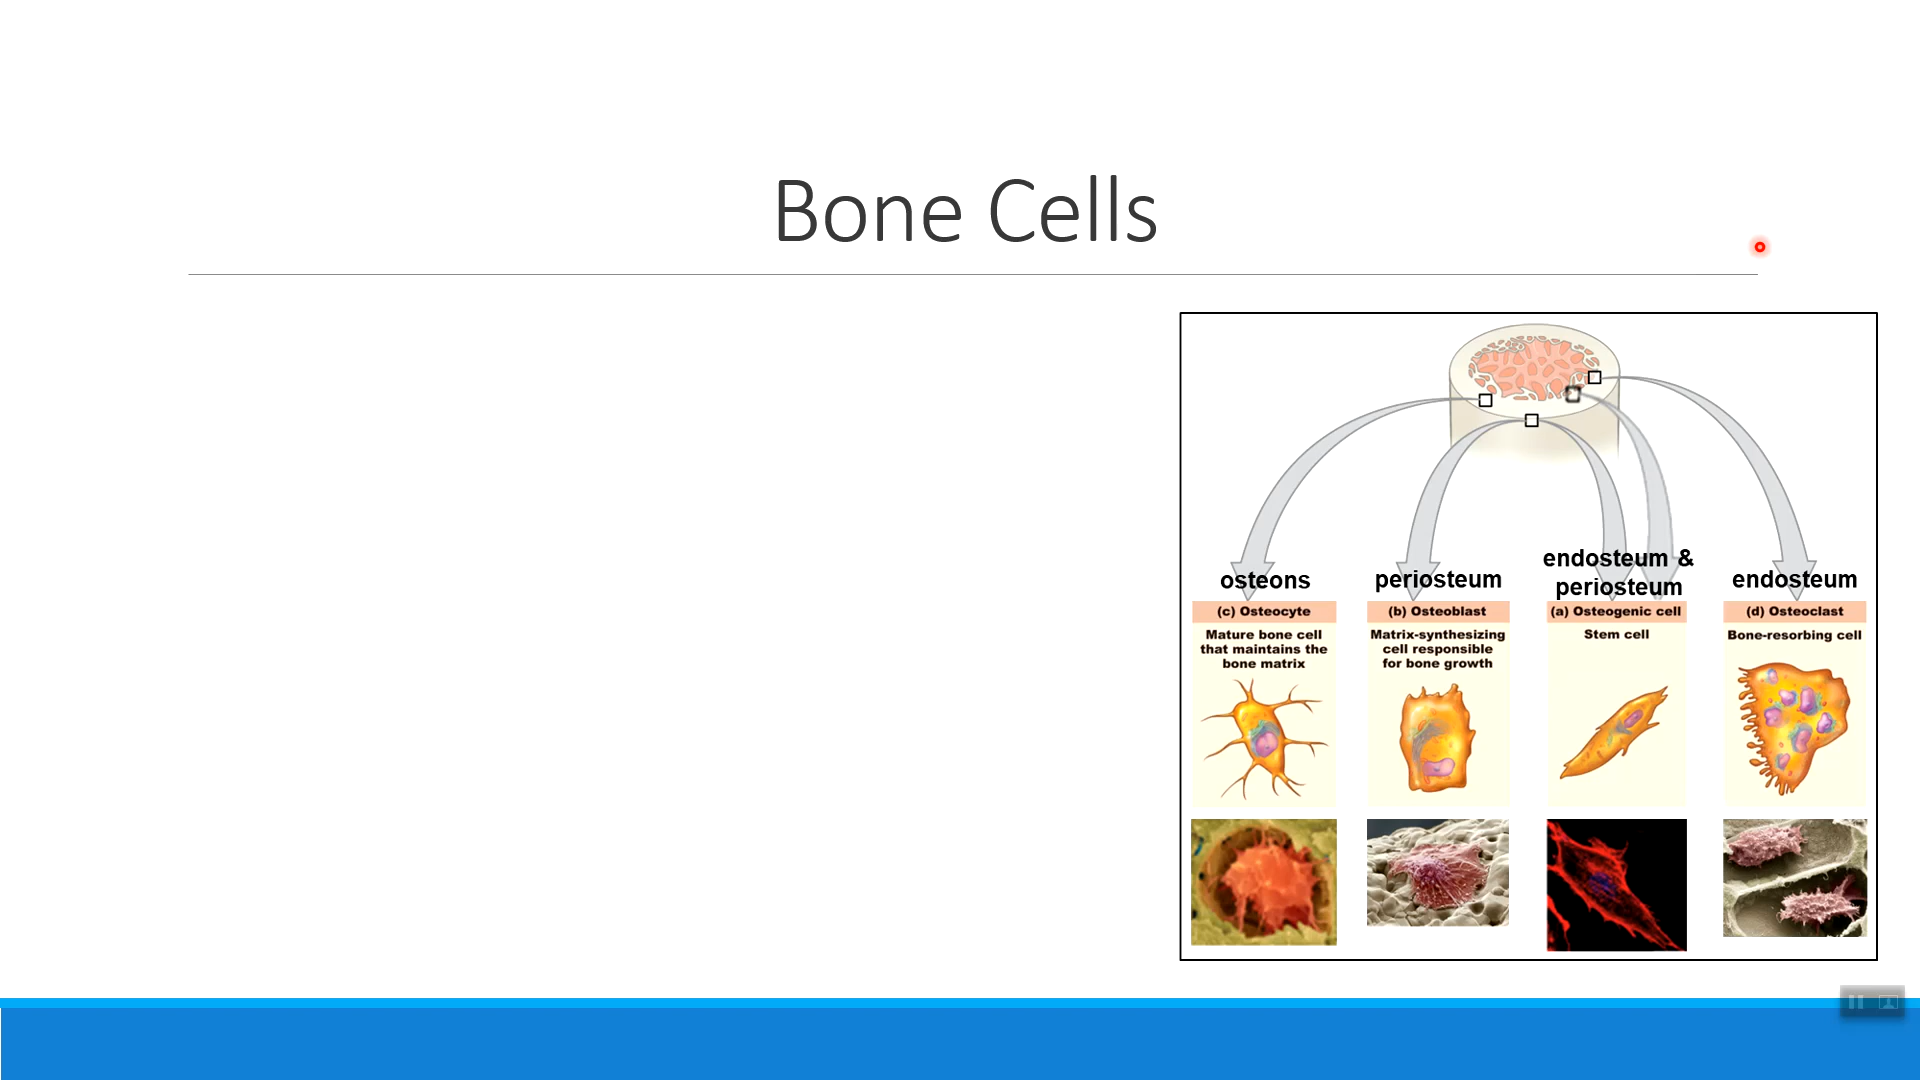 Bone Cells
osteons
periosteum
endosteum &
periosteum
endosteum
(c) Osteocyte
Mature bone cell
that maintains the
bone matrix
(b) Osteoblast
Matrix-synthesizing
cell responsible
for bone growth
(a) Osteogenic cell
Stem cell
(d) Osteoclast
Bone-resorbing cell